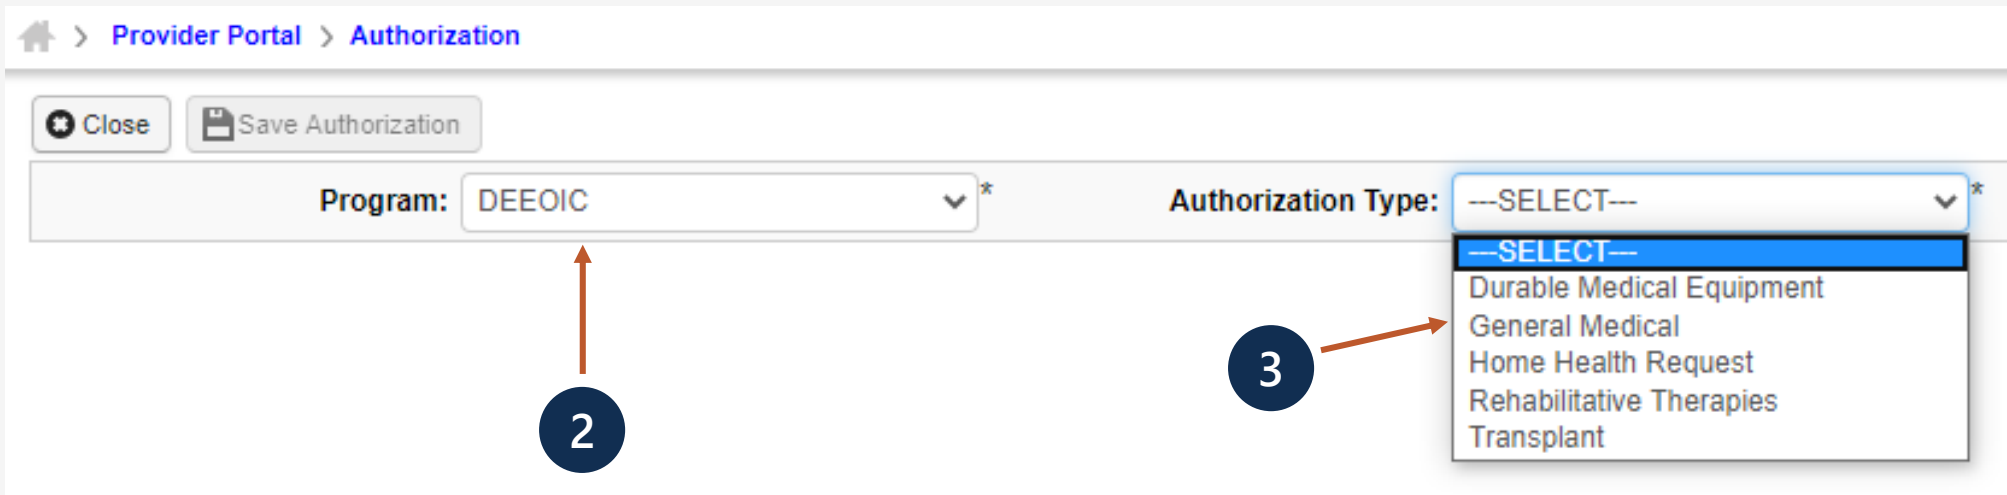 Provider Portal > Authorization
Close Save Authorization
Program: DEEOIC * Authorization Type: ---SELECT--- *
---SELECT---
Durable Medical Equipment
General Medical
Home Health Request
Rehabilitative Therapies
Transplant
3
2